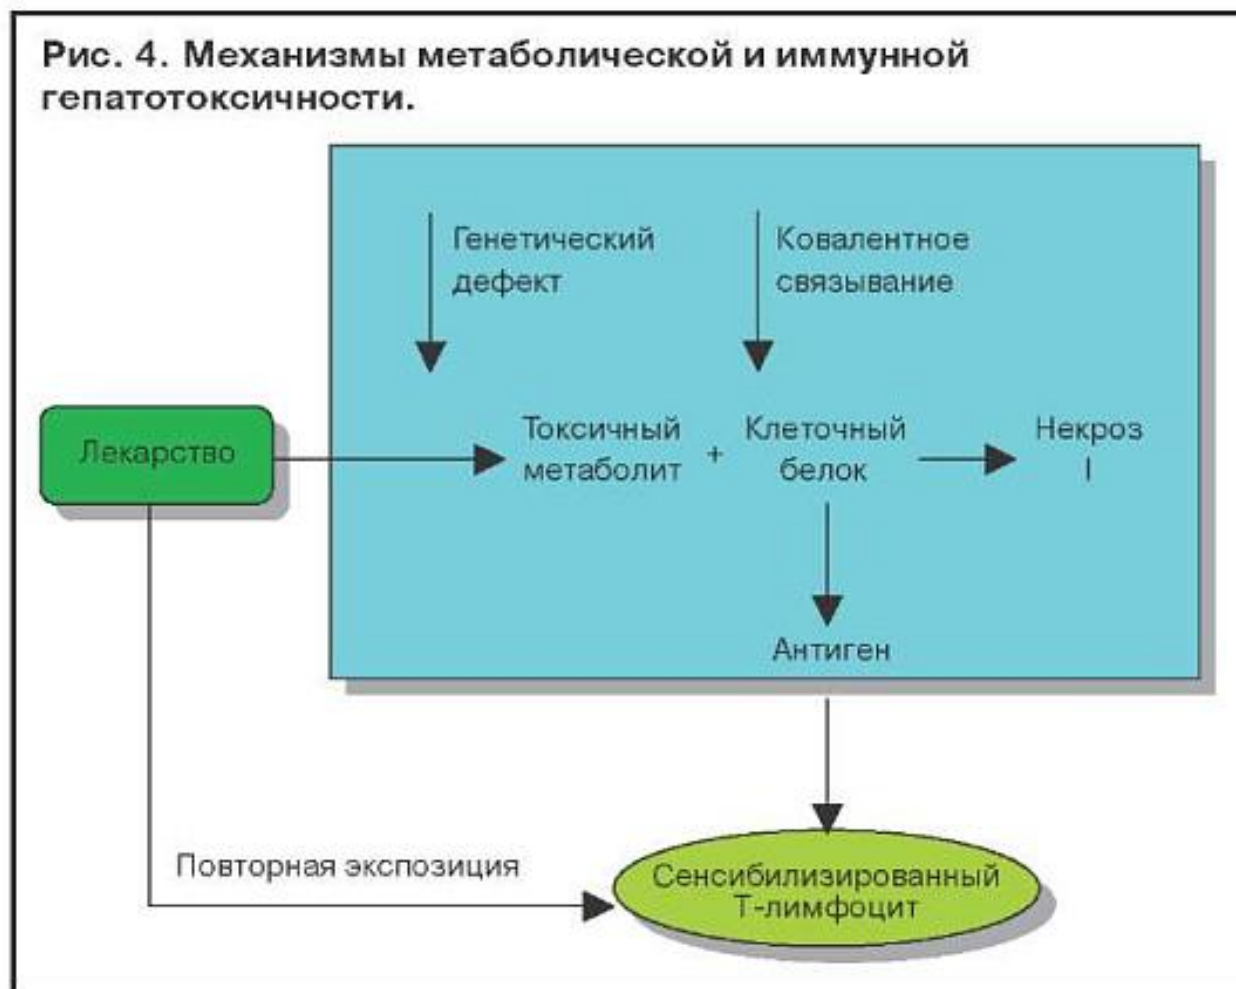 Рис. 4. Механизмы метаболической и иммунной
гепатотоксичности.
Генетический
дефект
Ковалентное
связывание
Лекарство
Токсичный
метаболит
+
Клеточный
белок
Некроз
I
Антиген
Повторная экспозиция
Сенсибилизированный
Т-лимфоцит